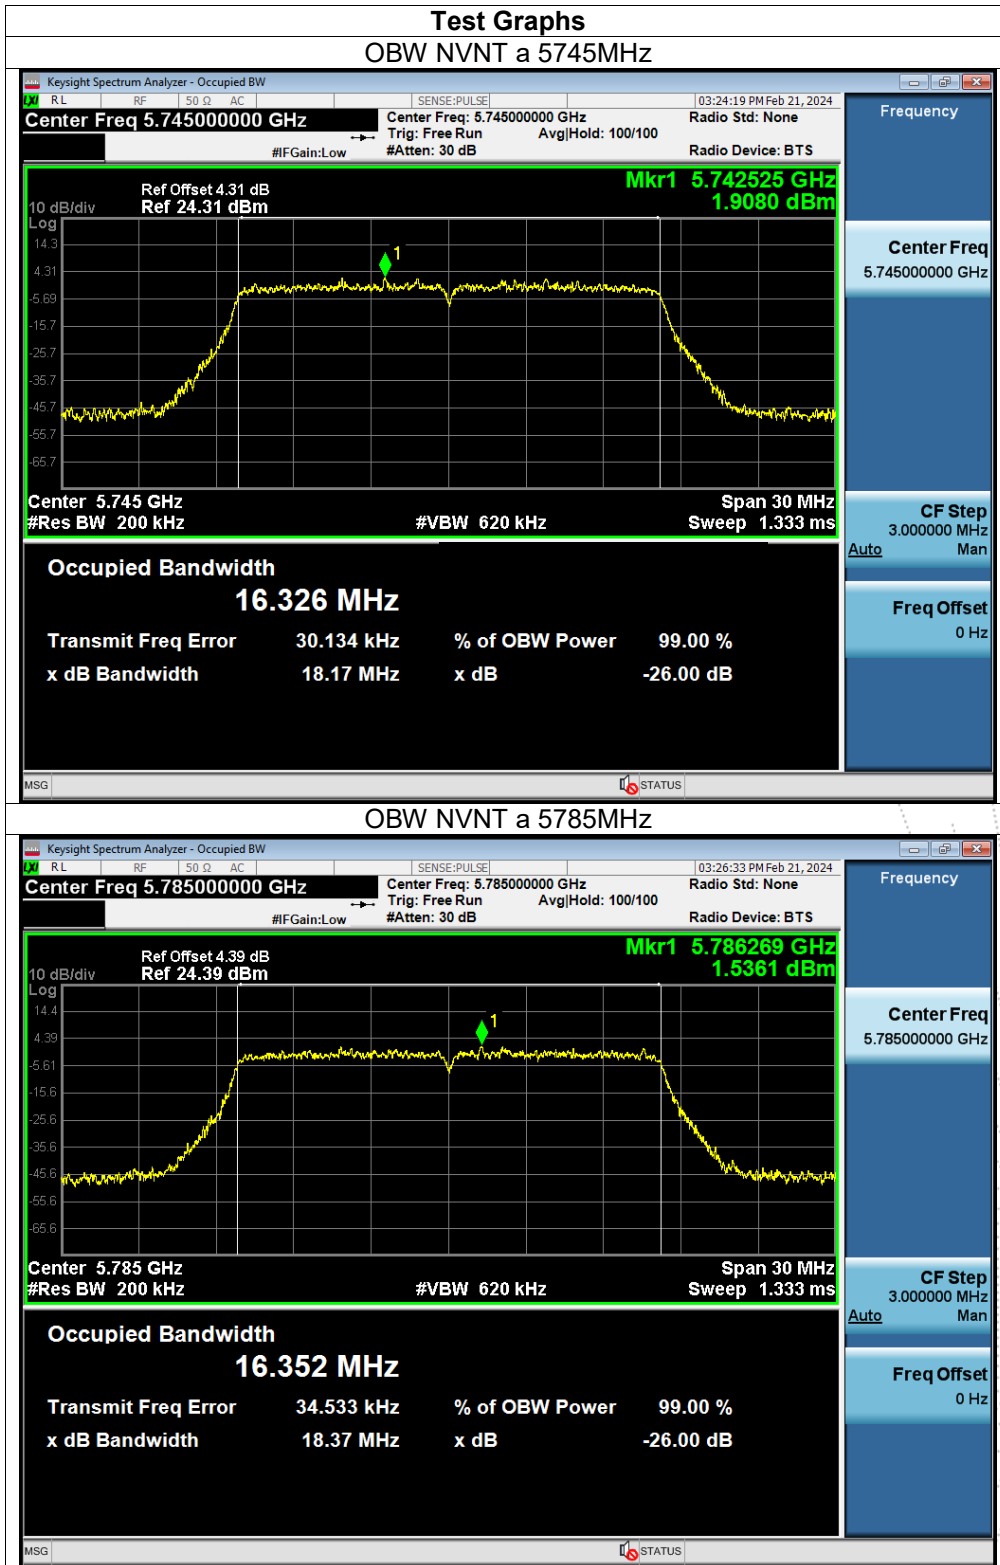 Test Graphs
OBW NVNT a 5745MHz
Keysight Spectrum Analyzer - Occupied BW
LXI RL RF 50 Ω AC SENSE:PULSE 03:24:19 PM Feb 21, 2024
Center Freq 5.745000000 GHz
Center Freq: 5.745000000 GHz
Radio Std: None
Trig: Free Run Avg|Hold: 100/100
#IFGain:Low #Atten: 30 dB Radio Device: BTS
Frequency
Mkr1 5.742525 GHz
1.9080 dBm
Ref Offset 4.31 dB
10 dB/div Ref 24.31 dBm
Log
14.3
1
4.31
-5.69
-15.7
-25.7
-35.7
-45.7
-55.7
-65.7
Center 5.745 GHz Span 30 MHz
#Res BW 200 kHz #VBW 620 kHz Sweep 1.333 ms
Center Freq
5.745000000 GHz
CF Step
3.000000 MHz
Auto Man
Freq Offset
0 Hz
Occupied Bandwidth
16.326 MHz
Transmit Freq Error 30.134 kHz % of OBW Power 99.00 %
x dB Bandwidth 18.17 MHz x dB -26.00 dB
MSG STATUS
OBW NVNT a 5785MHz
Keysight Spectrum Analyzer - Occupied BW
LXI RL RF 50 Ω AC SENSE:PULSE 03:26:33 PM Feb 21, 2024
Center Freq 5.785000000 GHz
Center Freq: 5.785000000 GHz
Radio Std: None
Trig: Free Run Avg|Hold: 100/100
#IFGain:Low #Atten: 30 dB Radio Device: BTS
Frequency
Mkr1 5.786269 GHz
1.5361 dBm
Ref Offset 4.39 dB
10 dB/div Ref 24.39 dBm
Log
14.4
1
4.39
-5.61
-15.6
-25.6
-35.6
-45.6
-55.6
-65.6
Center 5.785 GHz Span 30 MHz
#Res BW 200 kHz #VBW 620 kHz Sweep 1.333 ms
Center Freq
5.785000000 GHz
CF Step
3.000000 MHz
Auto Man
Freq Offset
0 Hz
Occupied Bandwidth
16.352 MHz
Transmit Freq Error 34.533 kHz % of OBW Power 99.00 %
x dB Bandwidth 18.37 MHz x dB -26.00 dB
MSG STATUS